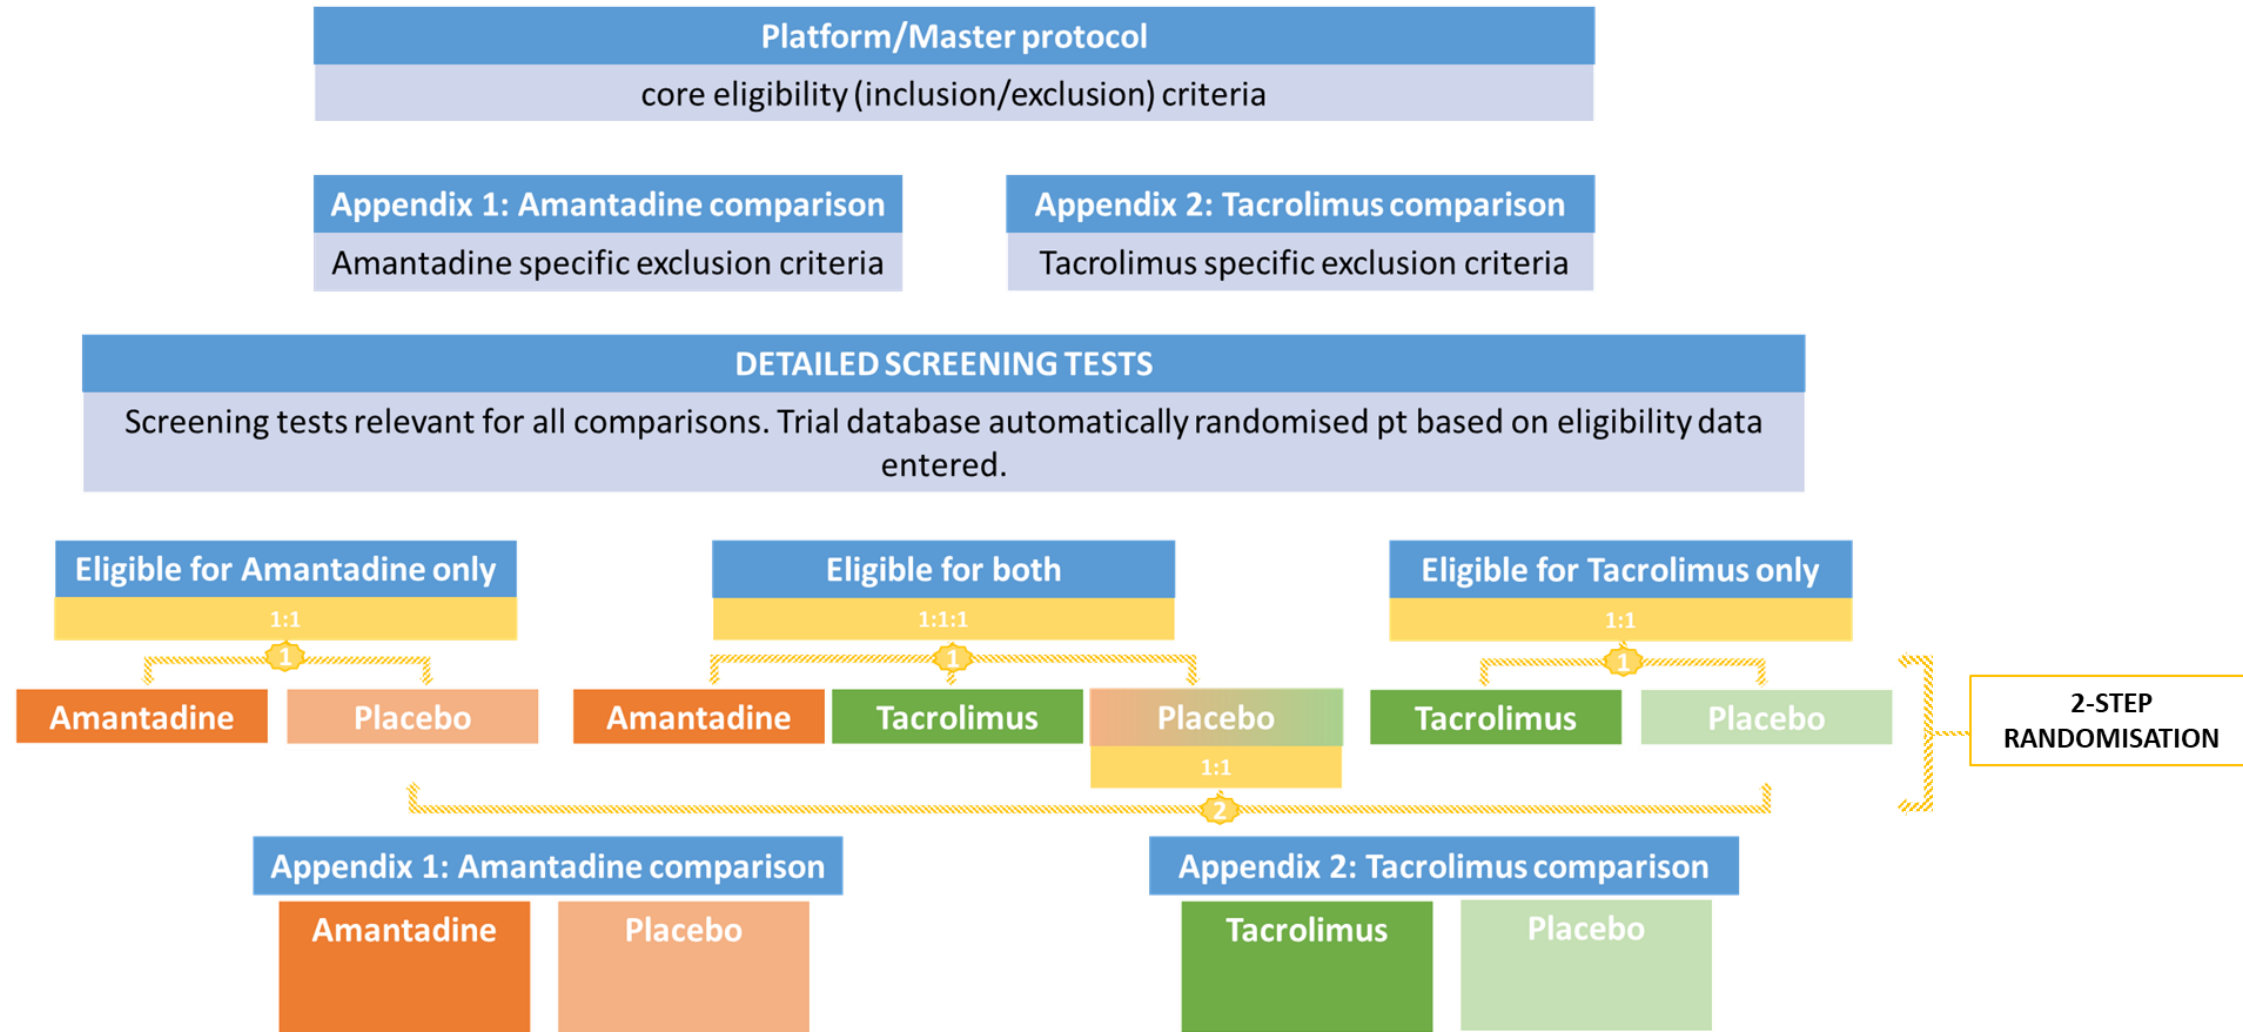 Platform/Master protocol
core eligibility (inclusion/exclusion) criteria
Appendix 1: Amantadine comparison
Amantadine specific exclusion criteria
Appendix 2: Tacrolimus comparison
Tacrolimus specific exclusion criteria
DETAILED SCREENING TESTS
Screening tests relevant for all comparisons. Trial database automatically randomised pt based on eligibility data
entered.
Eligible for Amantadine only
1:1
1
Amantadine
Placebo
Eligible for both
1:1:1
1
Amantadine
Tacrolimus
Placebo
1:1
Eligible for Tacrolimus only
1:1
1
Tacrolimus
Placebo
2
2-STEP
RANDOMISATION
Appendix 1: Amantadine comparison
Amantadine
Placebo
Appendix 2: Tacrolimus comparison
Tacrolimus
Placebo